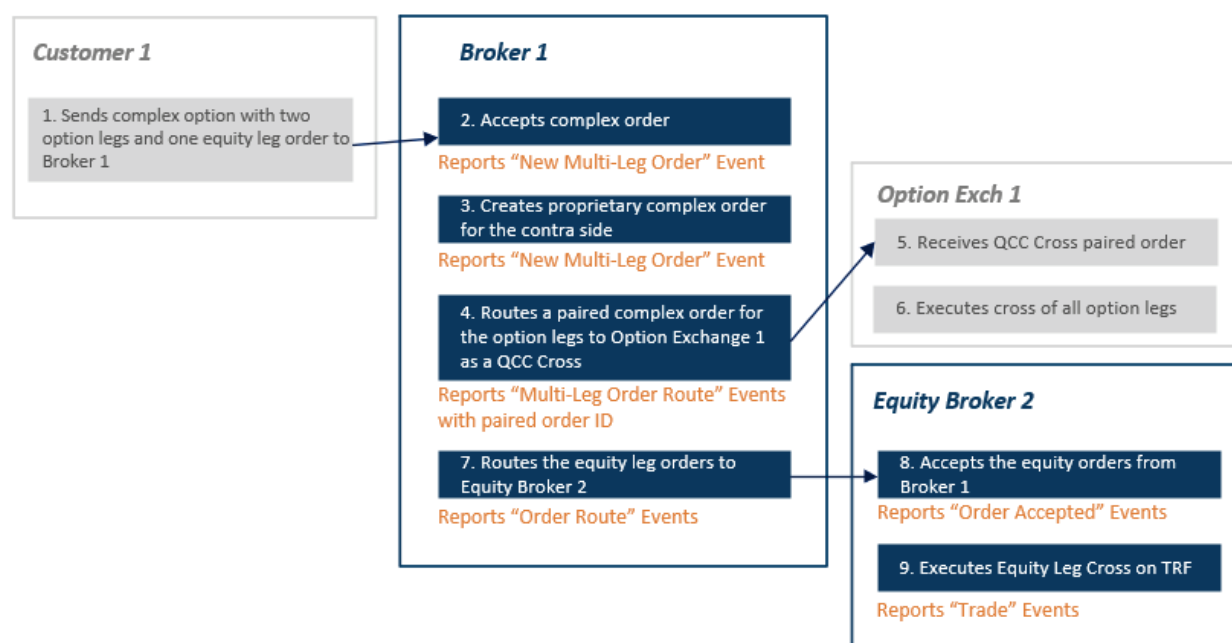 Customer 1
1. Sends complex option with two
option legs and one equity leg order to
Broker 1
Broker 1
2. Accepts complex order
Reports “New Multi-Leg Order” Event
3. Creates proprietary complex order
for the contra side
Reports “New Multi-Leg Order” Event
4. Routes a paired complex order for
the option legs to Option Exchange 1
as a QCC Cross
Reports “Multi-Leg Order Route” Events
with paired order ID
7. Routes the equity leg orders to
Equity Broker 2
Reports “Order Route” Events
Option Exch 1
5. Receives QCC Cross paired order
6. Executes cross of all option legs
Equity Broker 2
8. Accepts the equity orders from
Broker 1
Reports “Order Accepted” Events
9. Executes Equity Leg Cross on TRF
Reports “Trade” Events